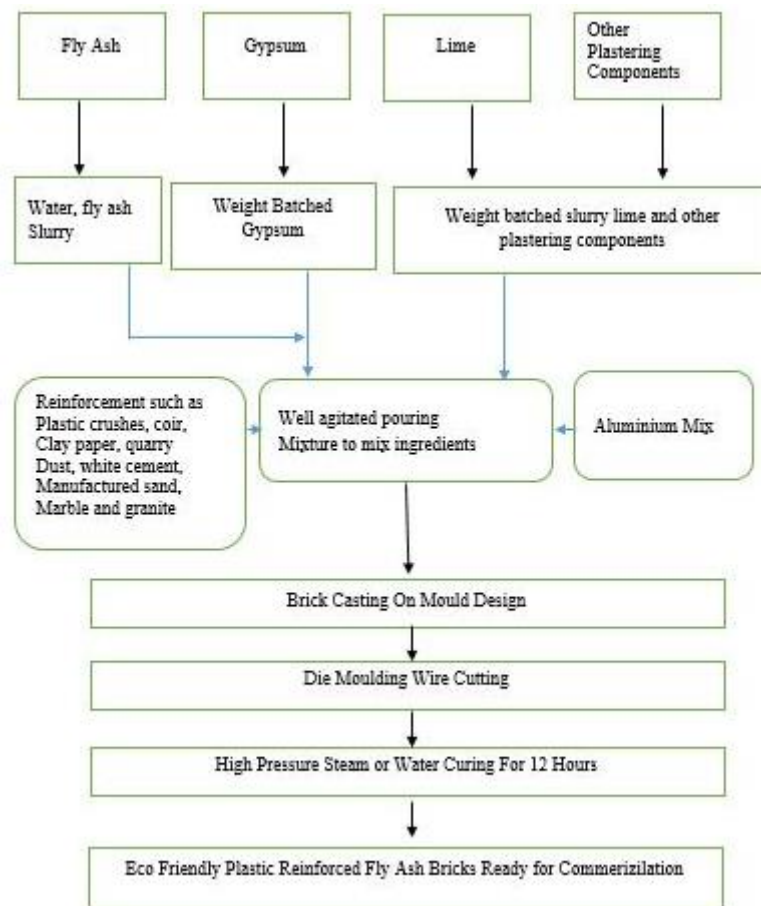 Fly Ash
Gypsum
Lime
Other
Plastering
Components
Water, fly ash
Slurry
Weight Batched
Gypsum
Weight batched slurry lime and other
plastering components
Reinforcement such as
Plastic crushes, coir,
Clay paper, quarry
Dust, white cement,
Manufactured sand,
Marble and granite
Well agitated pouring
Mixture to mix ingredients
Aluminium Mix
Brick Casting On Mould Design
Die Moulding Wire Cutting
High Pressure Steam or Water Curing For 12 Hours
Eco Friendly Plastic Reinforced Fly Ash Bricks Ready for Commerizilation